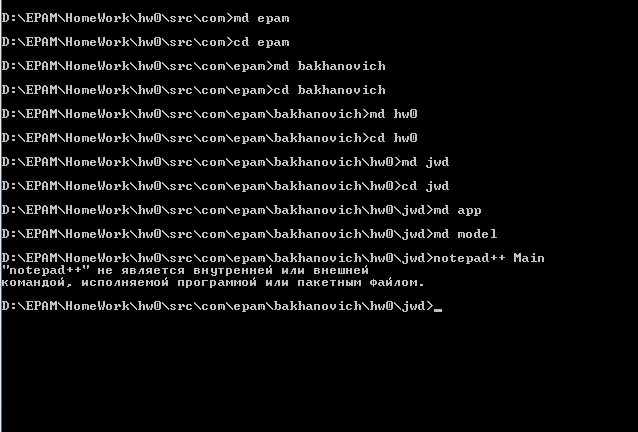 D:\EPAM\HomeWork\hw0\src\com>md epam
D:\EPAM\HomeWork\hw0\src\com>cd epam
D:\EPAM\HomeWork\hw0\src\com\epam>md bakhanovich
D:\EPAM\HomeWork\hw0\src\com\epam>cd bakhanovich
D:\EPAM\HomeWork\hw0\src\com\epam\bakhanovich>md hw0
D:\EPAM\HomeWork\hw0\src\com\epam\bakhanovich>cd hw0
D:\EPAM\HomeWork\hw0\src\com\epam\bakhanovich\hw0>md jwd
D:\EPAM\HomeWork\hw0\src\com\epam\bakhanovich\hw0>cd jwd
D:\EPAM\HomeWork\hw0\src\com\epam\bakhanovich\hw0\jwd>md app
D:\EPAM\HomeWork\hw0\src\com\epam\bakhanovich\hw0\jwd>md model
D:\EPAM\HomeWork\hw0\src\com\epam\bakhanovich\hw0\jwd>notepad++ Main
"notepad++" не является внутренней или внешней
командой, исполняемой программой или пакетным файлом.
D:\EPAM\HomeWork\hw0\src\com\epam\bakhanovich\hw0\jwd>_